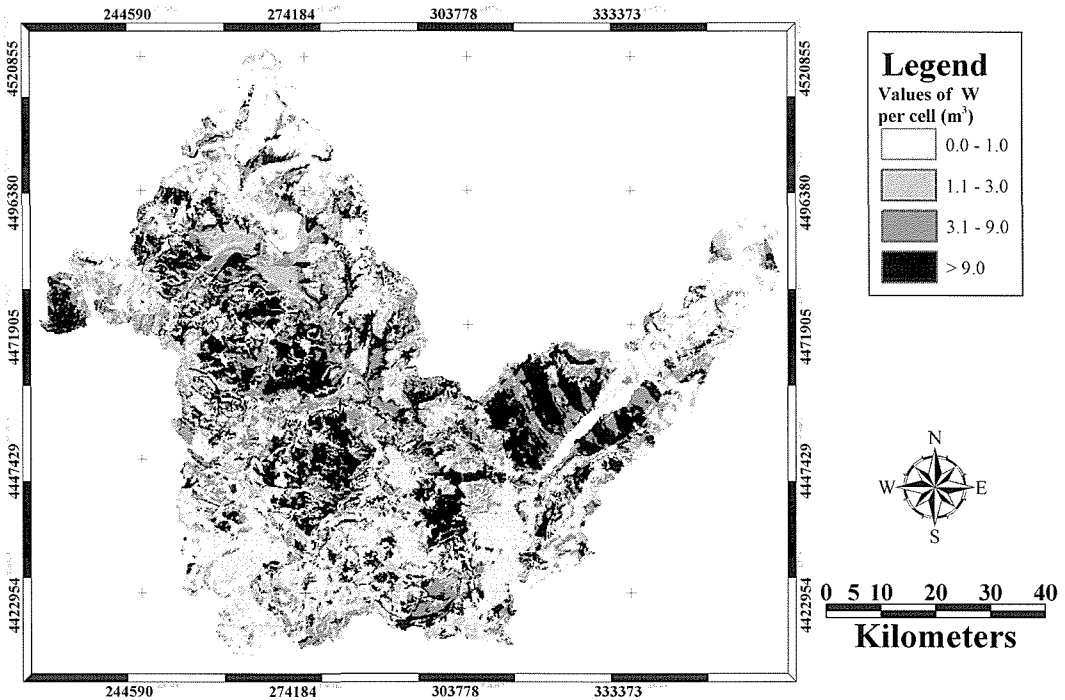 244590 274184 303778 333373
4520855 4520855
4496380 4496380
4471905 4471905
4447429 4447429
4422954 4422954
244590 274184 303778 333373
Legend
Values of W
per cell (m³)
0.0 - 1.0
1.1 - 3.0
3.1 - 9.0
> 9.0
N
W E
S
0 5 10 20 30 40
Kilometers